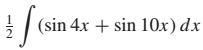 ½ ∫ (sin 4x + sin 10x) dx